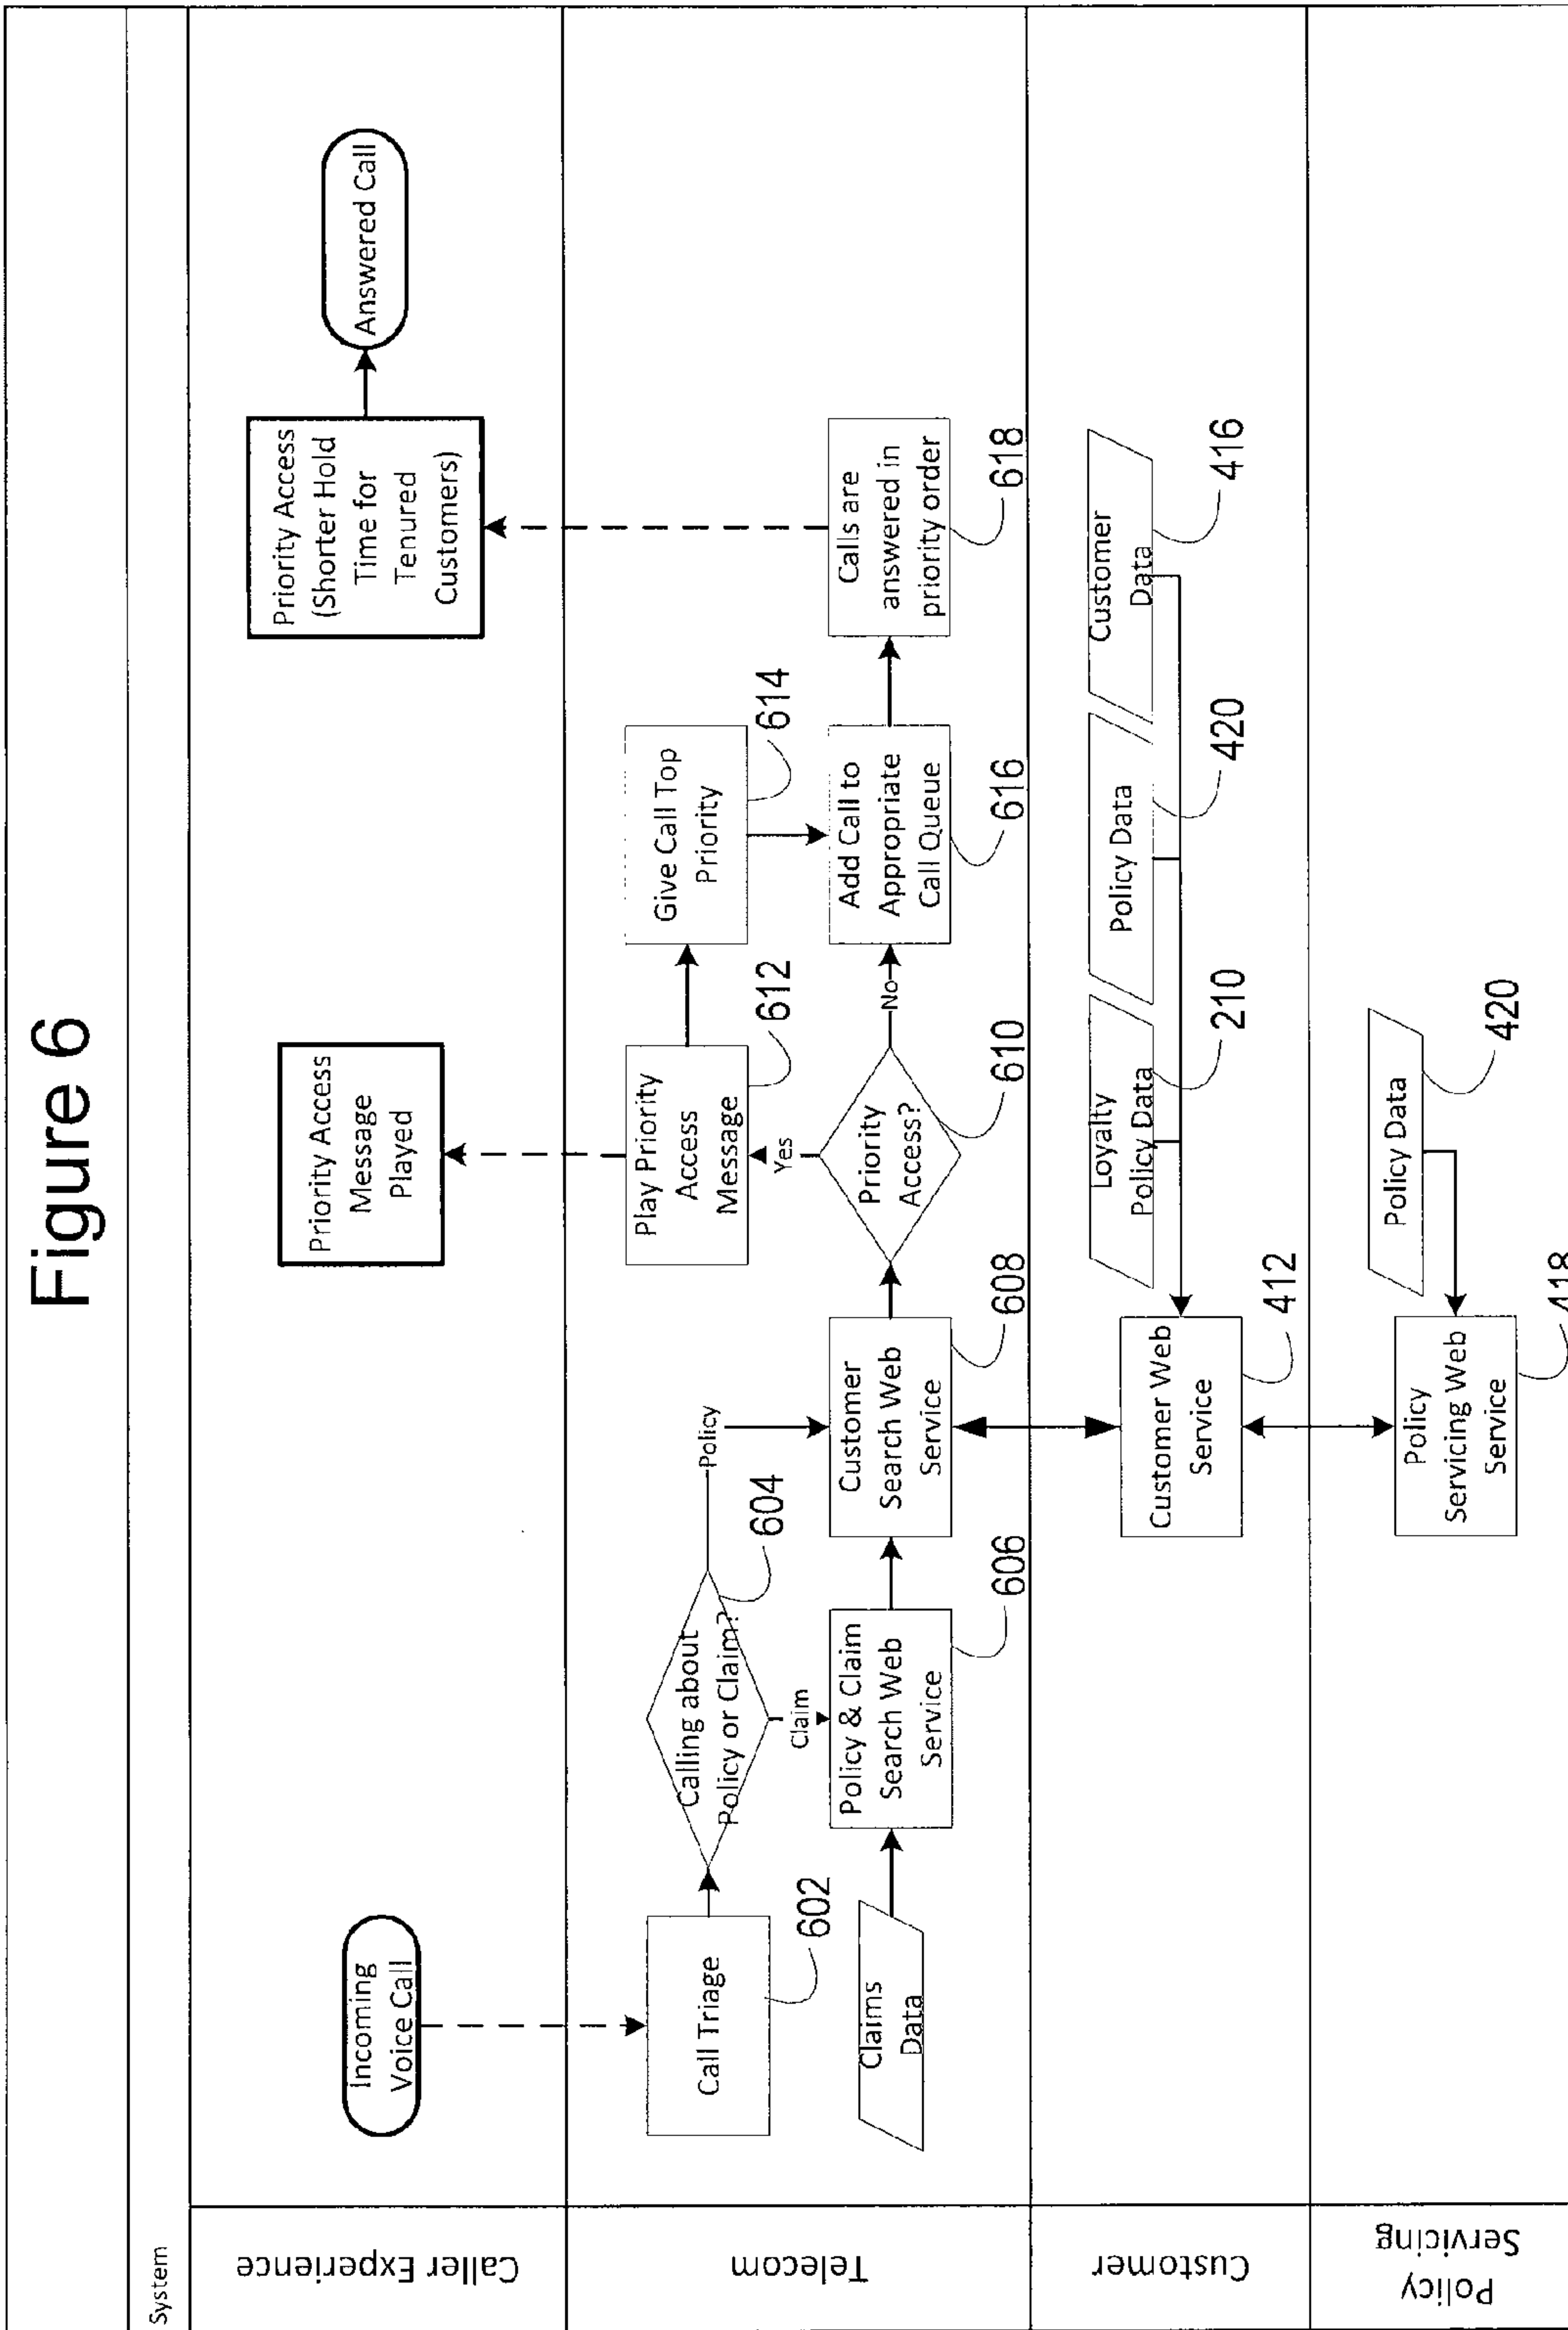 Figure 6
System
Caller Experience
Incoming
Voice Call
Priority Access
Message
Played
Priority Access
(Shorter Hold
Time for
Tenured
Customers)
Answered Call
Telecom
Call Triage
602
Calling about
Policy or Claim?
604
Policy
Claim
Claims
Data
Policy & Claim
Search Web
Service
606
Customer
Search Web
Service
608
Priority
Access?
610
Yes
No
Play Priority
Access
Message
612
Give Call Top
Priority
614
Add Call to
Appropriate
Call Queue
616
Calls are
answered in
priority order
618
Customer
Customer Web
Service
412
Loyalty
Policy Data
210
Policy Data
420
Customer
Data
416
Policy
Servicing
Policy
Servicing Web
Service
418
Policy Data
420